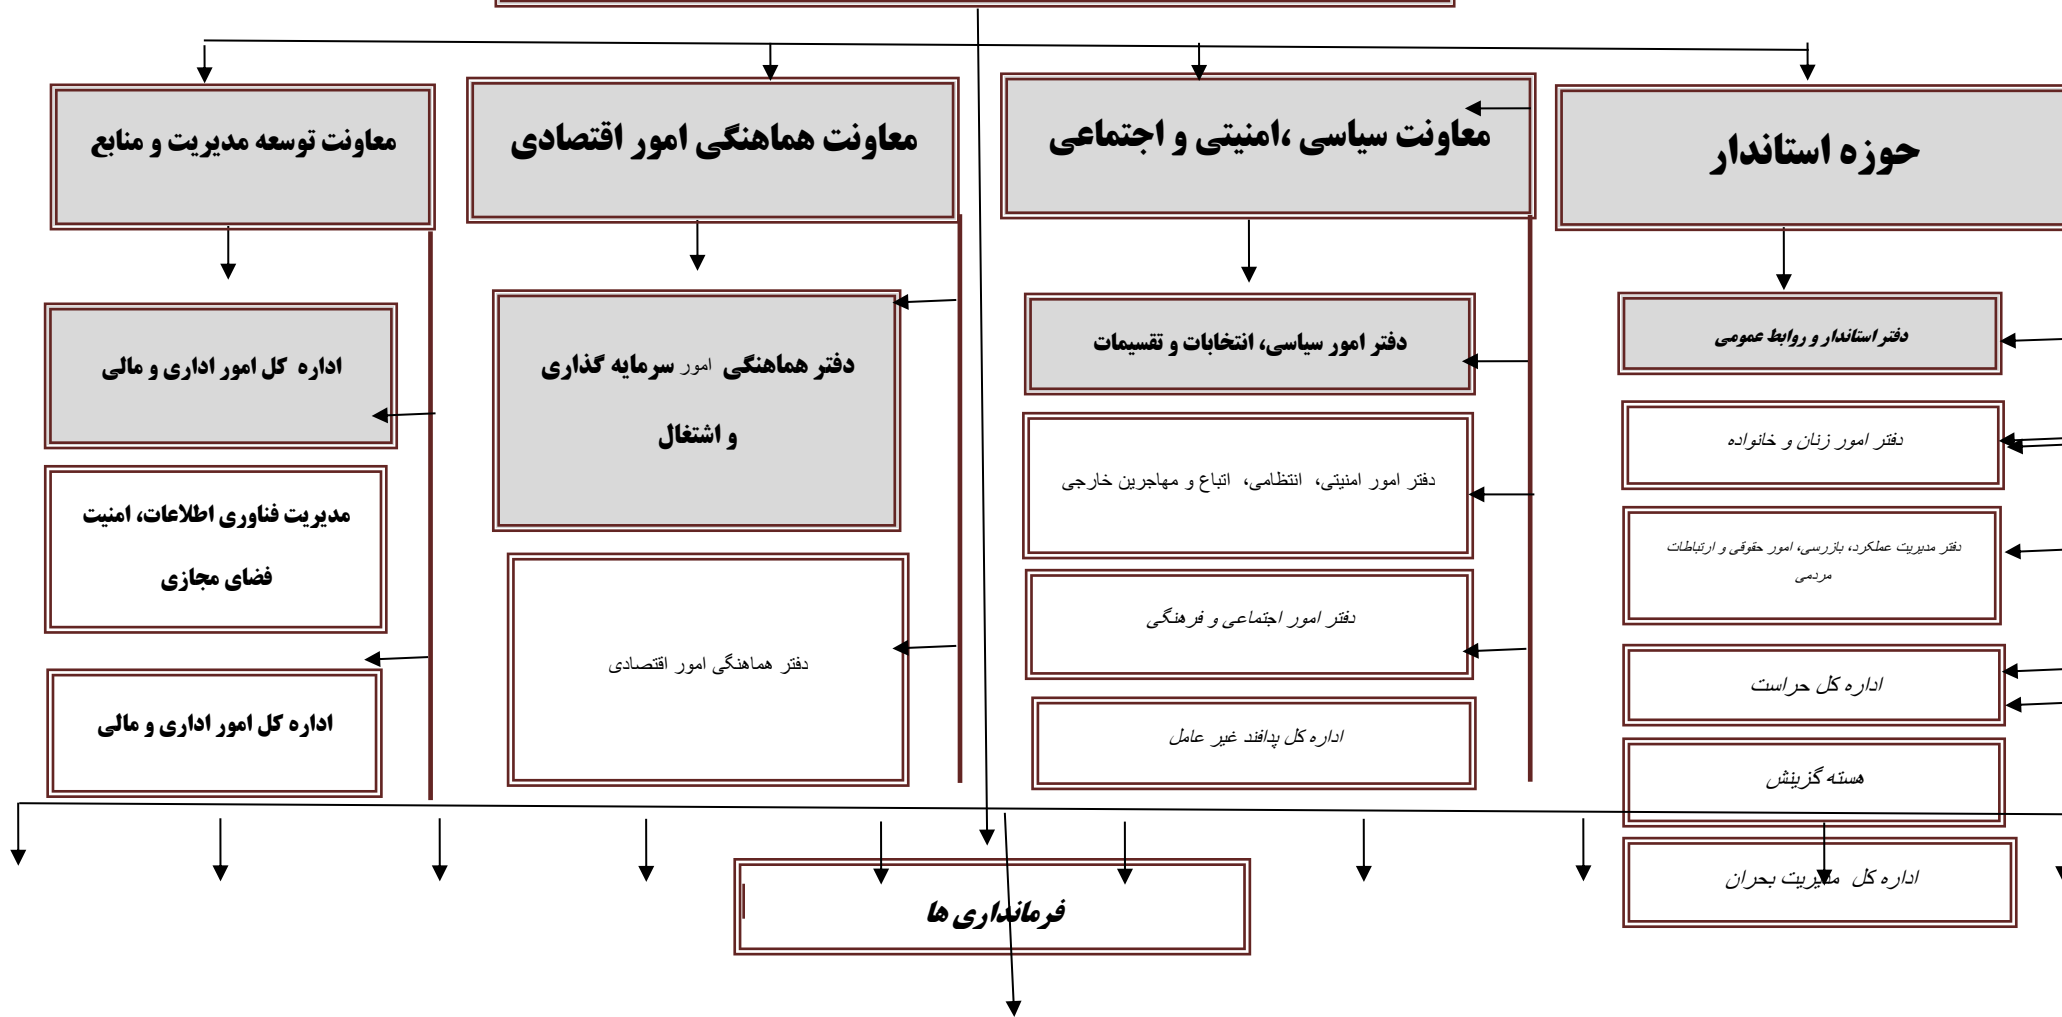 حوزه استاندار
معاونت سیاسی ،امنیتی و اجتماعی
معاونت هماهنگی امور اقتصادی
معاونت توسعه مدیریت و منابع
دفتر استاندار و روابط عمومی
دفتر امور زنان و خانواده
دفتر مدیریت عملکرد، بازرسی، امور حقوقی و ارتباطات
مردمی
اداره کل حراست
هسته گزینش
اداره کل مدیریت بحران
دفتر امور سیاسی، انتخابات و تقسیمات
دفتر امور امنیتی، انتظامی، اتباع و مهاجرین خارجی
دفتر امور اجتماعی و فرهنگی
اداره کل پدافند غیر عامل
دفتر هماهنگی امور سرمایه گذاری
و اشتغال
دفتر هماهنگی امور اقتصادی
اداره کل امور اداری و مالی
مدیریت فناوری اطلاعات، امنیت
فضای مجازی
اداره کل امور اداری و مالی
فرمانداری ها